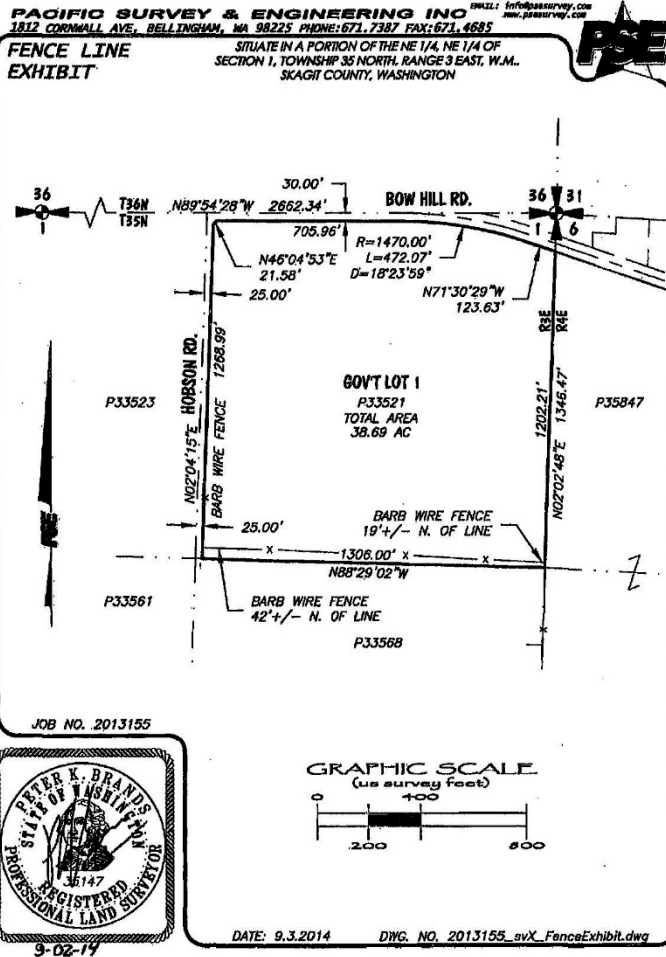 PACIFIC SURVEY & ENGINEERING INC
EMAIL: info@psesurvey.com
www.psesurvey.com
1812 CORNWALL AVE, BELLINGHAM, WA 98225 PHONE:671.7387 FAX:671.4685
PSE
FENCE LINE
EXHIBIT
SITUATE IN A PORTION OF THE NE 1/4, NE 1/4 OF
SECTION 1, TOWNSHIP 35 NORTH, RANGE 3 EAST, W.M..
SKAGIT COUNTY, WASHINGTON
36
1
T36N
T35N
N89°54'28"W 2662.34'
30.00'
BOW HILL RD.
36 31
1 6
705.96'
R=1470.00'
L=472.07'
D=18°23'59"
N46°04'53"E
21.58'
25.00'
N71°30'29"W
123.63'
R3E R4E
HOBSON RD.
N02°04'15"E 1268.99'
BARB WIRE FENCE
P33523
GOV'T LOT 1
P33521
TOTAL AREA
38.69 AC
1202.21'
N02°02'48"E 1346.47'
P35847
PSE
25.00'
BARB WIRE FENCE
19'+/- N. OF LINE
x 1306.00' x x
N88°29'02"W
P33561
BARB WIRE FENCE
42'+/- N. OF LINE
P33568
JOB NO. 2013155
PETER K. BRANDS
STATE OF WASHINGTON
35147
REGISTERED
PROFESSIONAL LAND SURVEYOR
9-02-14
GRAPHIC SCALE
(us survey feet)
0 400
200 800
DATE: 9.3.2014 DWG. NO. 2013155_svX_FenceExhibit.dwg